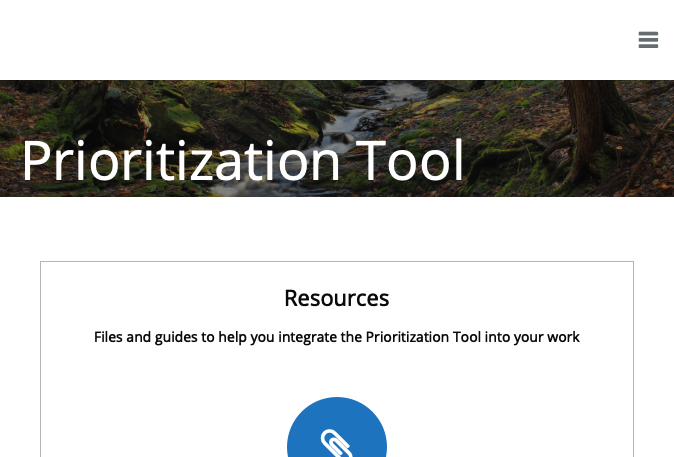 Prioritization Tool
Resources
Files and guides to help you integrate the Prioritization Tool into your work